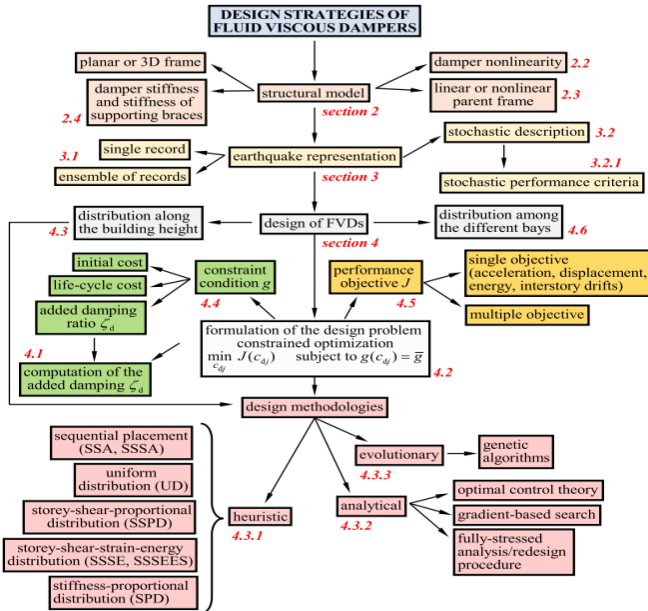 DESIGN STRATEGIES OF
FLUID VISCOUS DAMPERS
planar or 3D frame
damper stiffness
and stiffness of
supporting braces
2.4
structural model
section 2
damper nonlinearity
2.2
linear or nonlinear
parent frame
2.3
3.1
single record
ensemble of records
earthquake representation
section 3
stochastic description
3.2
3.2.1
stochastic performance criteria
distribution along
the building height
4.3
design of FVDs
section 4
distribution among
the different bays
4.6
initial cost
life-cycle cost
added damping
ratio ζd
4.1
computation of the
added damping ζd
constraint
condition g
4.4
performance
objective J
4.5
single objective
(acceleration, displacement,
energy, interstory drifts)
multiple objective
formulation of the design problem
constrained optimization
min J(cdj) subject to g(cdj) = g̅
cdj
4.2
design methodologies
sequential placement
(SSA, SSSA)
uniform
distribution (UD)
storey-shear-proportional
distribution (SSPD)
storey-shear-strain-energy
distribution (SSSE, SSSEES)
stiffness-proportional
distribution (SPD)
heuristic
4.3.1
evolutionary
4.3.3
genetic
algorithms
analytical
4.3.2
optimal control theory
gradient-based search
fully-stressed
analysis/redesign
procedure